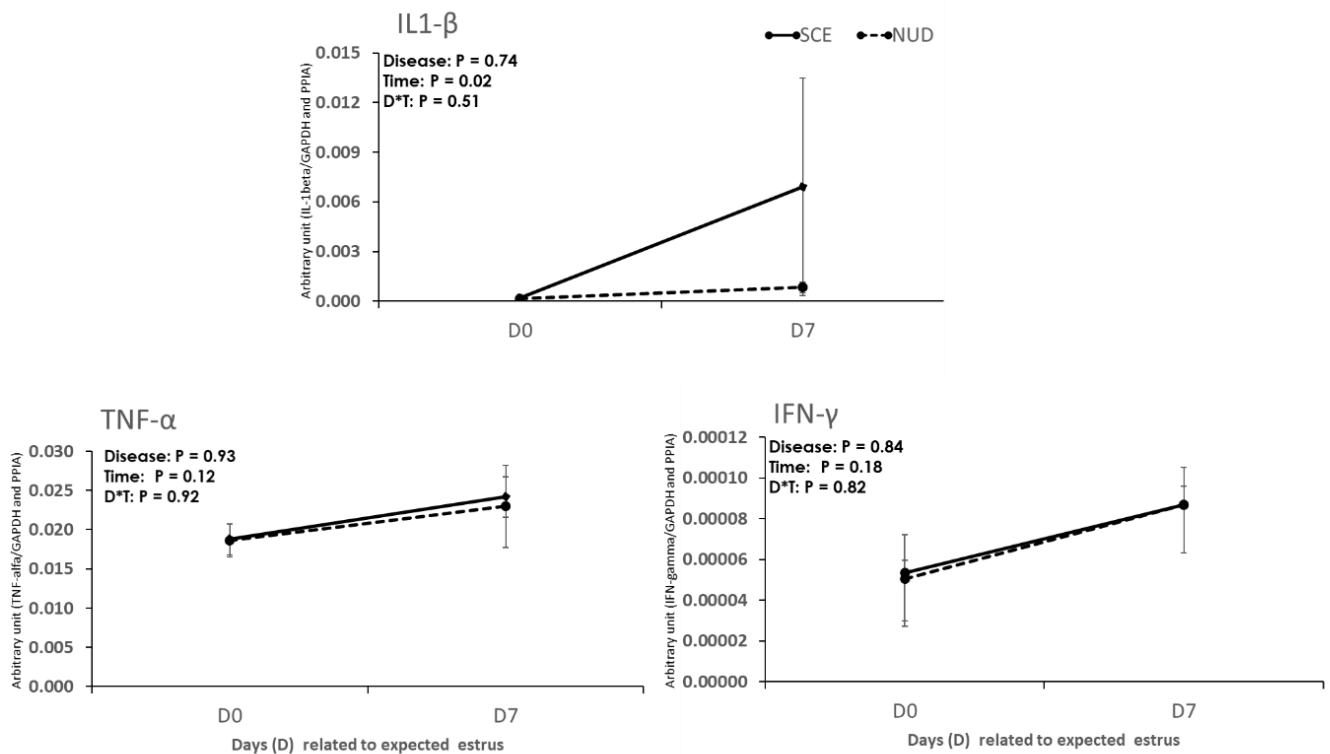 IL1-β
SCE NUD
Disease: P = 0.74
Time: P = 0.02
D*T: P = 0.51
Arbitrary unit (IL-1beta/GAPDH and PPIA)
0.015
0.012
0.009
0.006
0.003
0.000
D0 D7
TNF-α
Disease: P = 0.93
Time: P = 0.12
D*T: P = 0.92
Arbitrary unit (TNF-alfa/GAPDH and PPIA)
0.030
0.025
0.020
0.015
0.010
0.005
0.000
D0 D7
Days (D) related to expected estrus
IFN-γ
Disease: P = 0.84
Time: P = 0.18
D*T: P = 0.82
Arbitrary unit (IFN-gamma/GAPDH and PPIA)
0.00012
0.00010
0.00008
0.00006
0.00004
0.00002
0.00000
D0 D7
Days (D) related to expected estrus